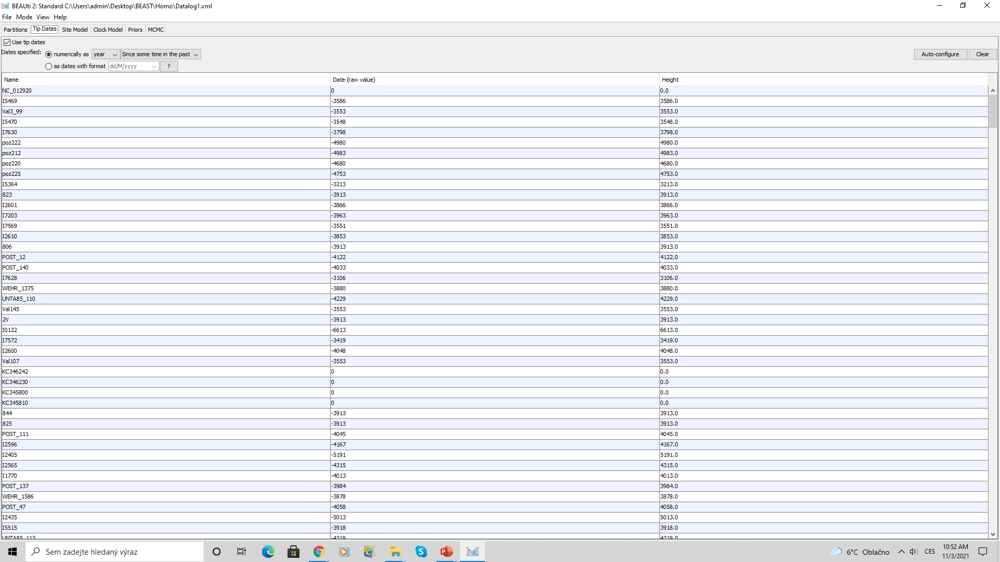 BEAUti 2: Standard C:\Users\admin\Desktop\BEAST\Homo\Datalog1.xml
File Mode View Help
Partitions Tip Dates Site Model Clock Model Priors MCMC
Use tip dates
Dates specified: numerically as year Since some time in the past Auto-configure Clear
as dates with format dd/M/yyyy ?
Name Date (raw value) Height
NC_012920 0 0.0
I5469 -3586 3586.0
Val3_99 -3553 3553.0
I5470 -3548 3548.0
I7630 -3798 3798.0
poz222 -4980 4980.0
poz212 -4983 4983.0
poz220 -4680 4680.0
poz225 -4753 4753.0
I5364 -3213 3213.0
823 -3913 3913.0
I2601 -3866 3866.0
I7203 -3963 3963.0
I7569 -3551 3551.0
I2610 -3853 3853.0
806 -3913 3913.0
POST_12 -4122 4122.0
POST_140 -4033 4033.0
I7628 -3106 3106.0
WEHR_1375 -3880 3880.0
UNTA85_110 -4229 4229.0
Val145 -3553 3553.0
2V -3913 3913.0
I0122 -6613 6613.0
I7572 -3419 3419.0
I2600 -4048 4048.0
Val107 -3553 3553.0
KC346242 0 0.0
KC346230 0 0.0
KC345800 0 0.0
KC345810 0 0.0
844 -3913 3913.0
825 -3913 3913.0
POST_111 -4045 4045.0
I2596 -4167 4167.0
I2405 -5191 5191.0
I2565 -4315 4315.0
I1770 -4013 4013.0
POST_137 -3984 3984.0
WEHR_1586 -3878 3878.0
POST_47 -4058 4058.0
I2435 -5013 5013.0
I5515 -3918 3918.0
UNTA85_113 -4319 4319.0
Sem zadejte hledaný výraz 6°C Oblačno CES 10:52 AM
11/3/2021